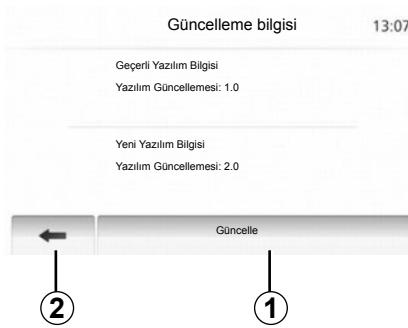 Güncelleme bilgisi 13:07
Geçerli Yazılım Bilgisi
Yazılım Güncellemesi: 1.0
Yeni Yazılım Bilgisi
Yazılım Güncellemesi: 2.0
Güncelle
2 1